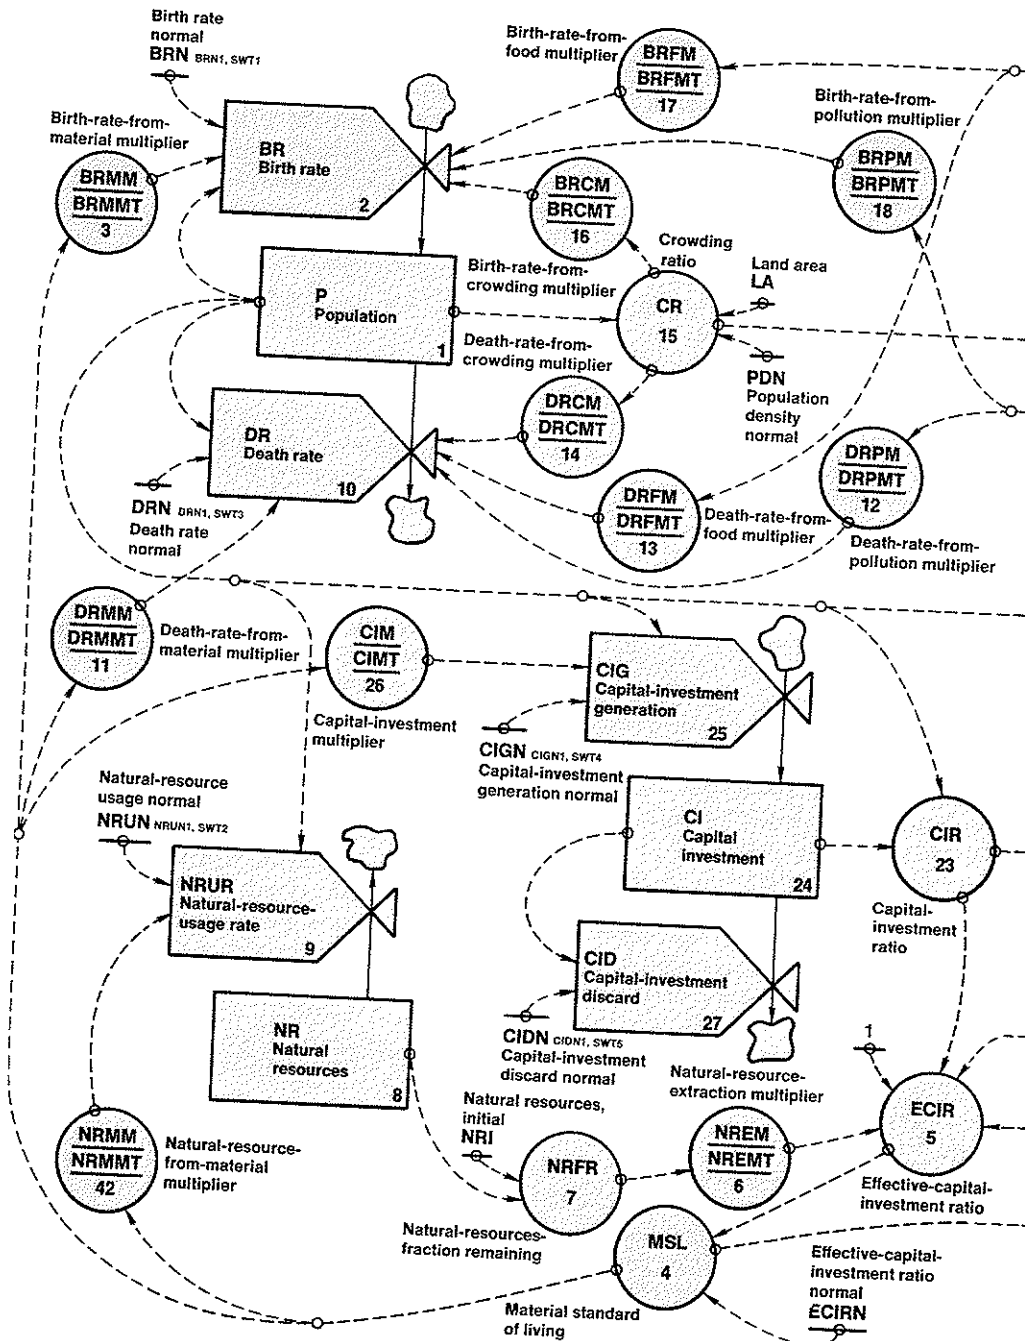 Birth rate
normal
BRN BRN1, SWT1
Birth-rate-from-
material multiplier
BRMM
BRMMT
3
BR
Birth rate
2
Birth-rate-from-
food multiplier
BRFM
BRFMT
17
Birth-rate-from-
pollution multiplier
BRPM
BRPMT
18
BRCM
BRCMT
16
Crowding
ratio
Land area
LA
P
Population
1
Birth-rate-from-
crowding multiplier
Death-rate-from-
crowding multiplier
CR
15
PDN
Population
density
normal
DR
Death rate
10
DRCM
DRCMT
14
DRPM
DRPMT
12
DRN DRN1, SWT3
Death rate
normal
DRFM
DRFMT
13
Death-rate-from-
food multiplier
Death-rate-from-
pollution multiplier
DRMM
DRMMT
11
Death-rate-from-
material multiplier
CIM
CIMT
26
Capital-investment
multiplier
CIG
Capital-investment
generation
25
CIGN CIGN1, SWT4
Capital-investment
generation normal
Natural-resource
usage normal
NRUN NRUN1, SWT2
CI
Capital
investment
24
CIR
23
Capital-
investment
ratio
NRUR
Natural-resource-
usage rate
9
CID
Capital-investment
discard
27
CIDN CIDN1, SWT5
Capital-investment
discard normal
NR
Natural
resources
8
1
Natural-resource-
extraction multiplier
Natural resources,
initial
NRI
NREM
NREMT
6
ECIR
5
NRMM
NRMMT
42
Natural-resource-
from-material
multiplier
NRFR
7
Effective-capital-
investment ratio
Natural-resources-
fraction remaining
MSL
4
Effective-capital-
investment ratio
normal
ECIRN
Material standard
of living